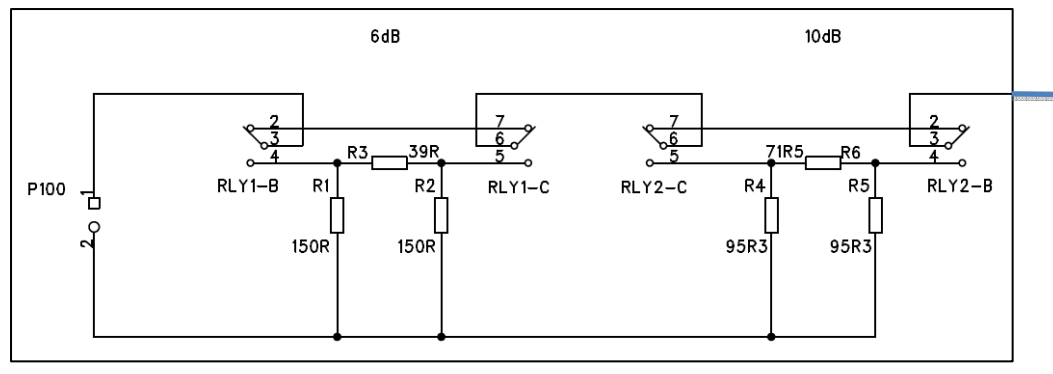 6dB 10dB
2 7 7 2
3 6 6 3
4 R3 39R 5 5 71R5 R6 4
RLY1-B R1 R2 RLY1-C RLY2-C R4 R5 RLY2-B
P100 1
2
150R 150R 95R3 95R3